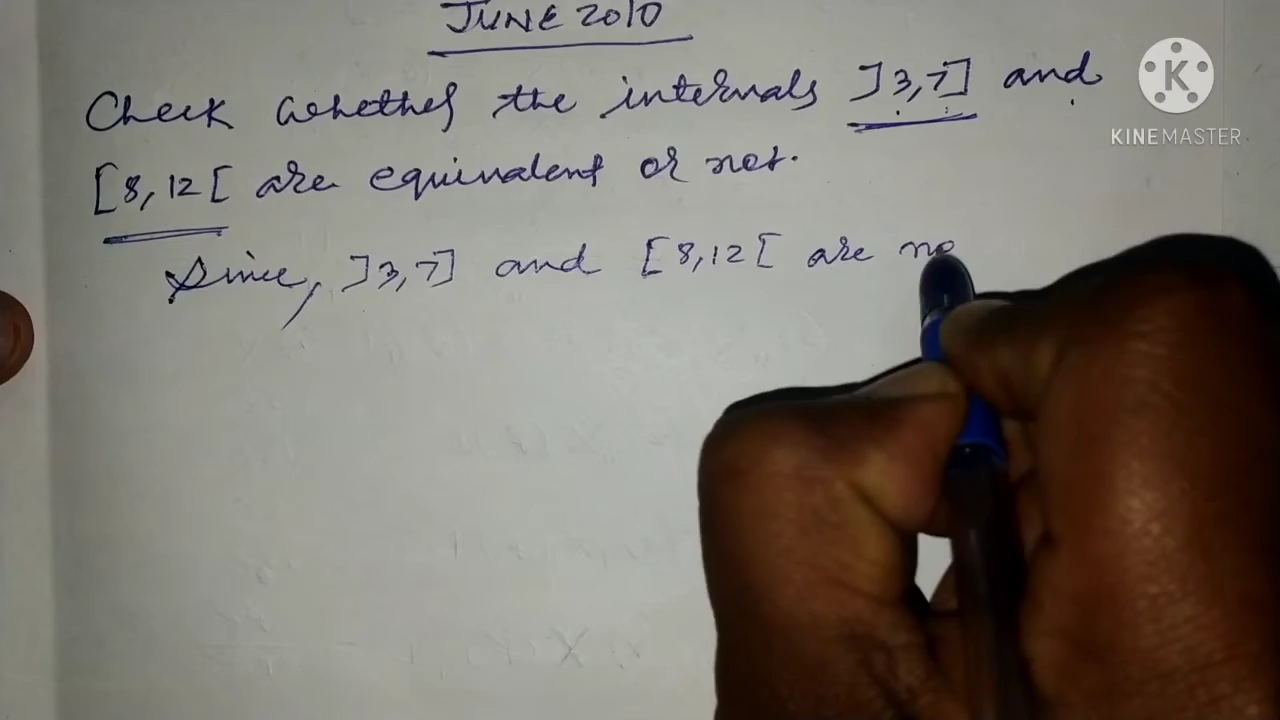 JUNE 2010
Check whether the intervals ]3,7] and
[8,12[ are equivalent or not.
Since, ]3,7] and [8,12[ are no
K
KINEMASTER